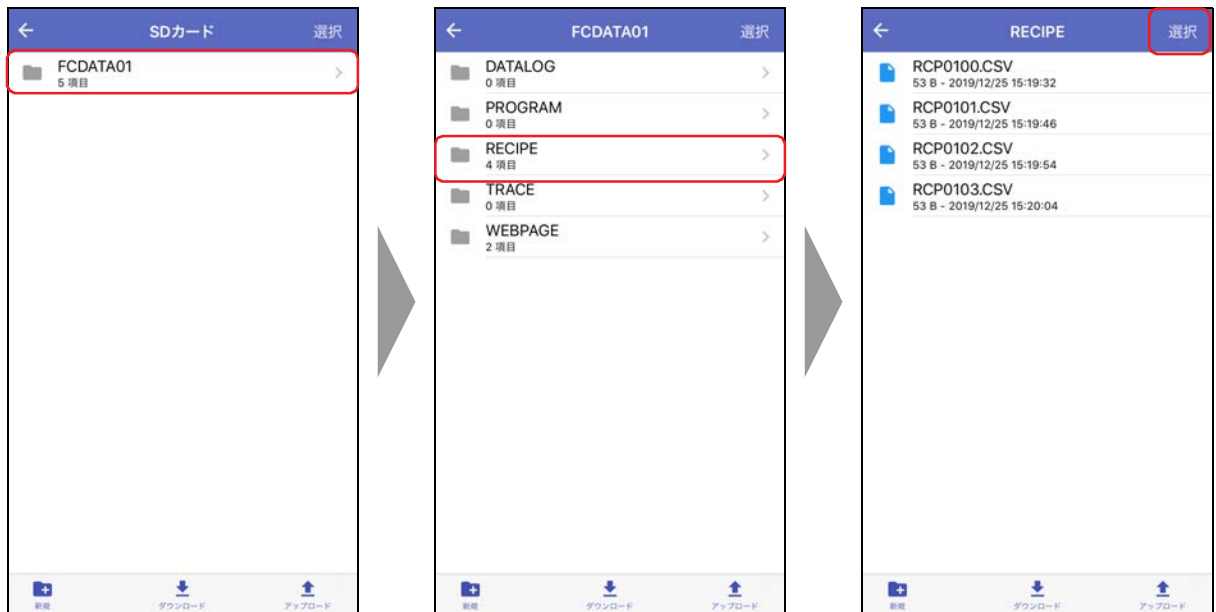 SDカード
選択
FCDATA01
5 項目
新規
ダウンロード
アップロード
FCDATA01
選択
DATALOG
0 項目
PROGRAM
0 項目
RECIPE
4 項目
TRACE
0 項目
WEBPAGE
2 項目
新規
ダウンロード
アップロード
RECIPE
選択
RCP0100.CSV
53 B - 2019/12/25 15:19:32
RCP0101.CSV
53 B - 2019/12/25 15:19:46
RCP0102.CSV
53 B - 2019/12/25 15:19:54
RCP0103.CSV
53 B - 2019/12/25 15:20:04
新規
ダウンロード
アップロード